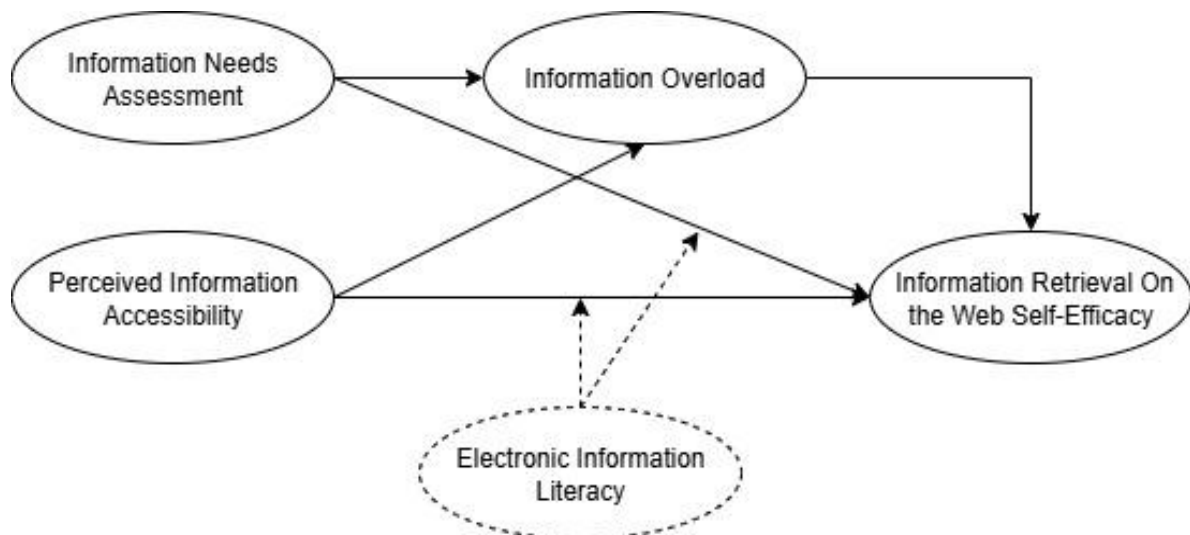 Information Needs
Assessment
Information Overload
Perceived Information
Accessibility
Information Retrieval On
the Web Self-Efficacy
Electronic Information
Literacy